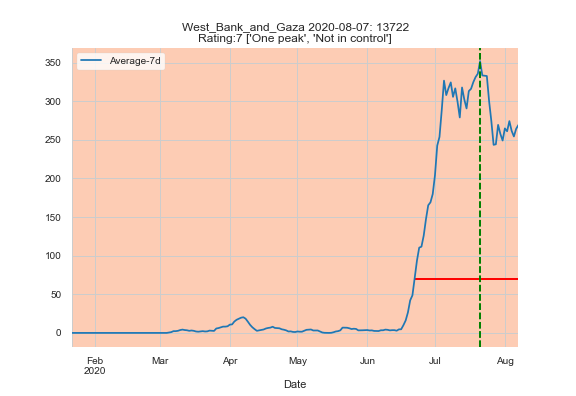 West_Bank_and_Gaza 2020-08-07: 13722
Rating:7 ['One peak', 'Not in control']
Average-7d
350
300
250
200
150
100
50
0
Feb
2020
Mar
Apr
May
Jun
Jul
Aug
Date